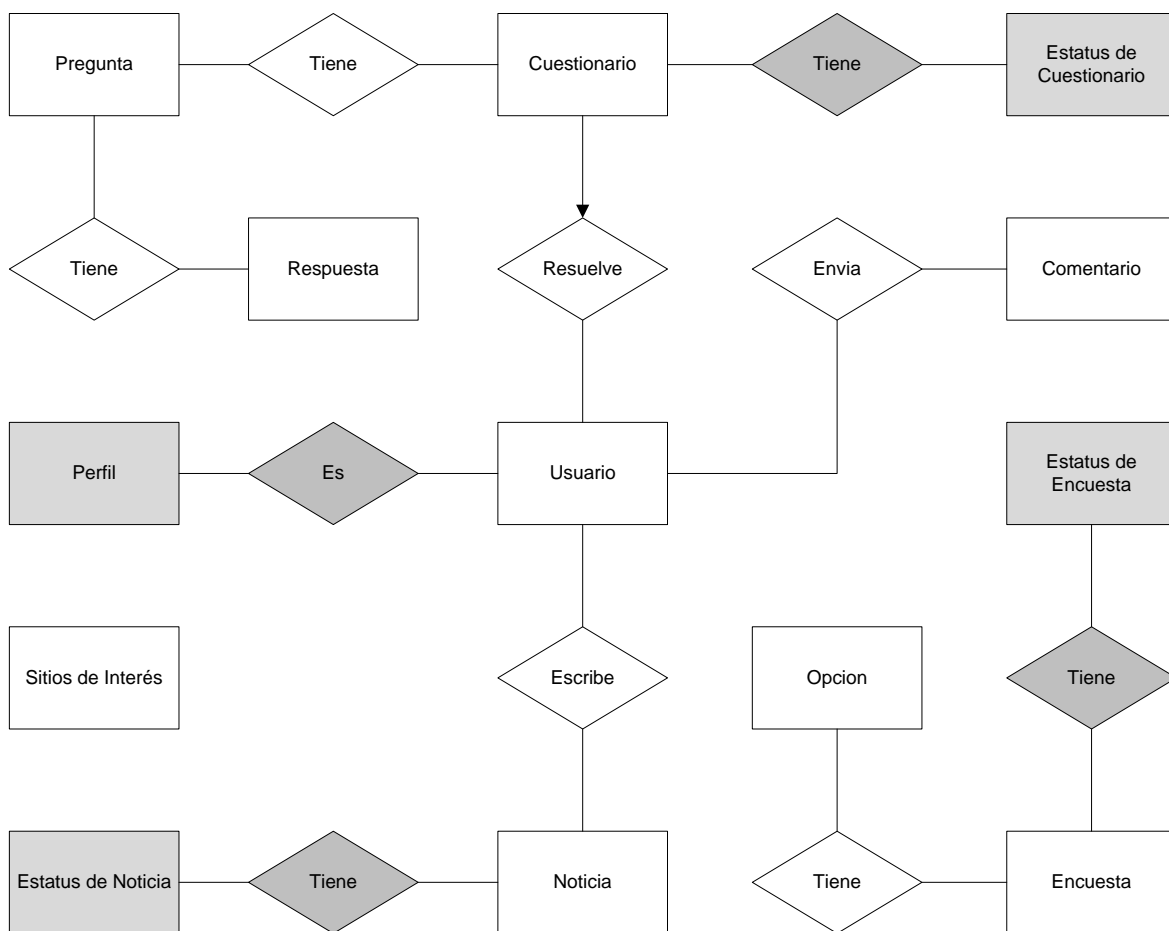 Pregunta
Tiene
Cuestionario
Tiene
Estatus de
Cuestionario
Tiene
Respuesta
Resuelve
Envia
Comentario
Perfil
Es
Usuario
Estatus de
Encuesta
Sitios de Interés
Escribe
Opcion
Tiene
Estatus de Noticia
Tiene
Noticia
Tiene
Encuesta